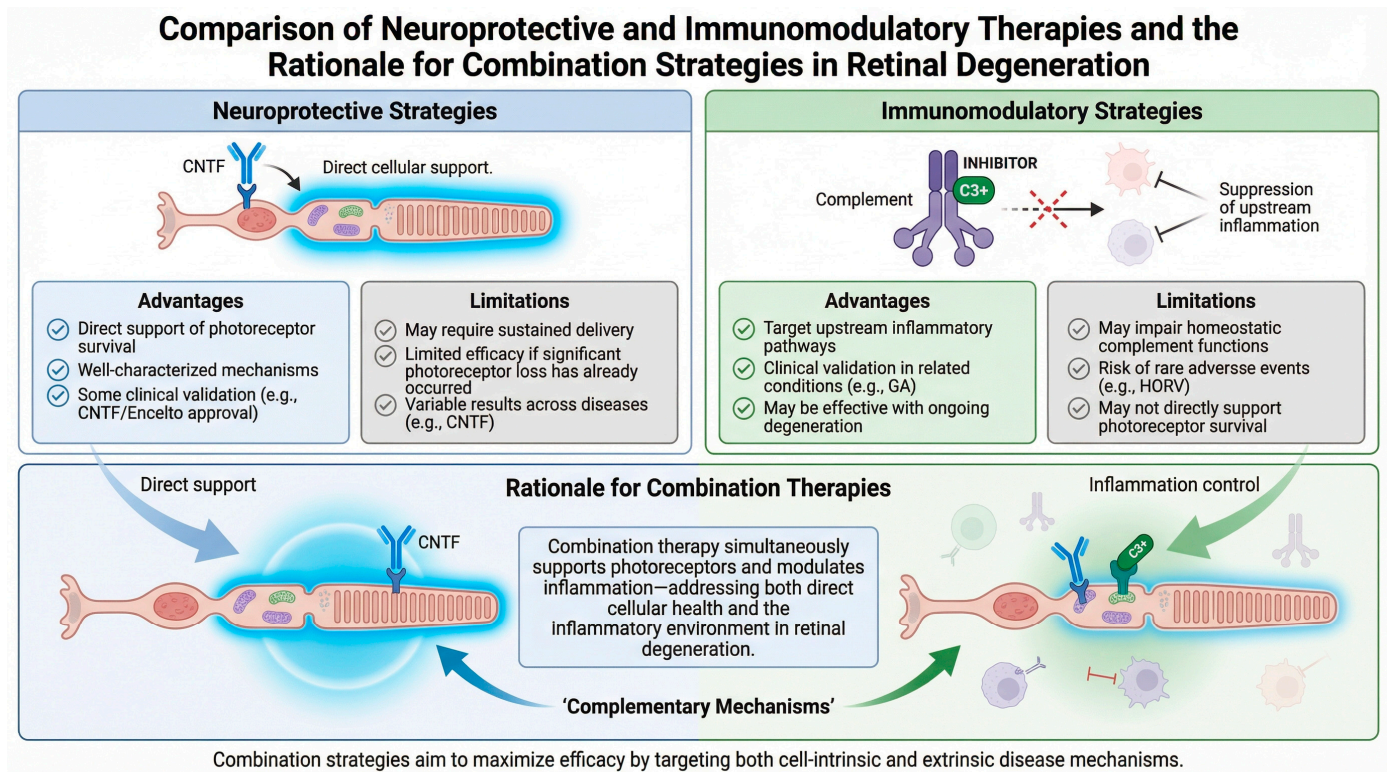 Comparison of Neuroprotective and Immunomodulatory Therapies and the
Rationale for Combination Strategies in Retinal Degeneration
Neuroprotective Strategies
CNTF
Direct cellular support.
Advantages
Direct support of photoreceptor
survival
Well-characterized mechanisms
Some clinical validation (e.g.,
CNTF/Encelto approval)
Limitations
May require sustained delivery
Limited efficacy if significant
photoreceptor loss has already
occurred
Variable results across diseases
(e.g., CNTF)
Immunomodulatory Strategies
Complement
INHIBITOR
C3+
Suppression
of upstream
inflammation
Advantages
Target upstream inflammatory
pathways
Clinical validation in related
conditions (e.g., GA)
May be effective with ongoing
degeneration
Limitations
May impair homeostatic
complement functions
Risk of rare adversse events
(e.g., HORV)
May not directly support
photoreceptor survival
Rationale for Combination Therapies
Direct support
CNTF
Combination therapy simultaneously
supports photoreceptors and modulates
inflammation—addressing both direct
cellular health and the
inflammatory environment in retinal
degeneration.
Inflammation control
C3+
‘Complementary Mechanisms’
Combination strategies aim to maximize efficacy by targeting both cell-intrinsic and extrinsic disease mechanisms.